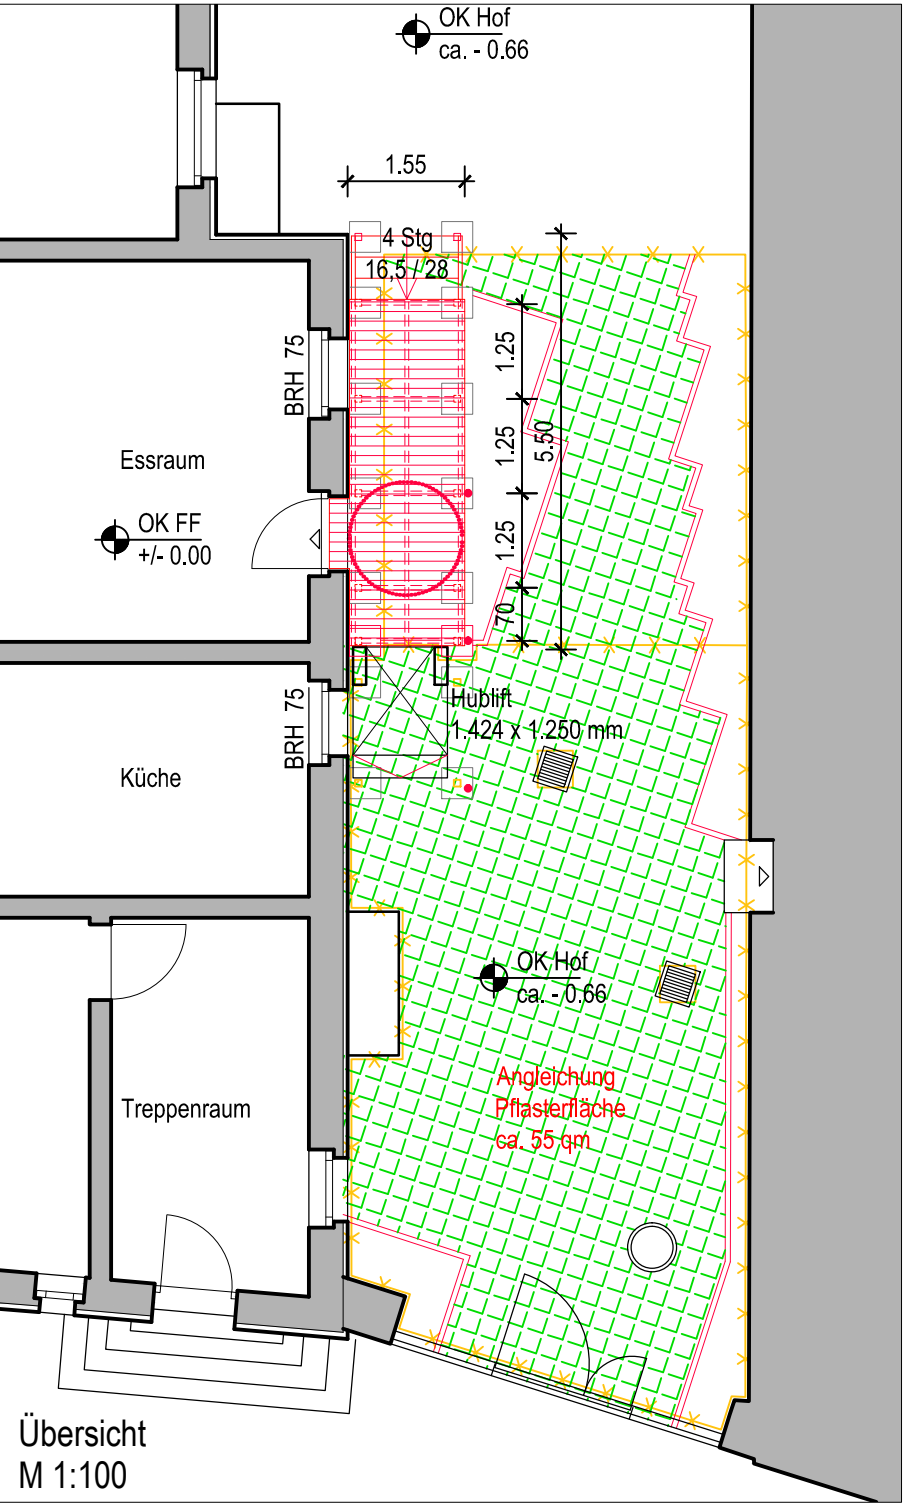 OK Hof
ca. - 0.66
1.55
4 Stg
16,5 / 28
BRH 75
1.25
1.25
5.50
1.25
70
Essraum
OK FF
+/- 0.00
BRH 75
Hublift
1.424 x 1.250 mm
Küche
OK Hof
ca. - 0.66
Angleichung
Pflasterfläche
ca. 55 qm
Treppenraum
Übersicht
M 1:100